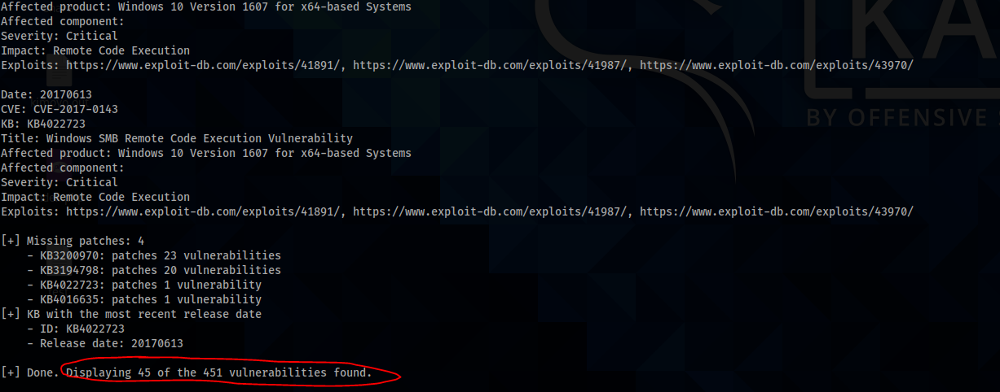 Affected product: Windows 10 Version 1607 for x64-based Systems
Affected component:
Severity: Critical
Impact: Remote Code Execution
Exploits: https://www.exploit-db.com/exploits/41891/, https://www.exploit-db.com/exploits/41987/, https://www.exploit-db.com/exploits/43970/
Date: 20170613
CVE: CVE-2017-0143
KB: KB4022723
Title: Windows SMB Remote Code Execution Vulnerability
Affected product: Windows 10 Version 1607 for x64-based Systems
Affected component:
Severity: Critical
Impact: Remote Code Execution
Exploits: https://www.exploit-db.com/exploits/41891/, https://www.exploit-db.com/exploits/41987/, https://www.exploit-db.com/exploits/43970/
[+] Missing patches: 4
- KB3200970: patches 23 vulnerabilities
- KB3194798: patches 20 vulnerabilities
- KB4022723: patches 1 vulnerability
- KB4016635: patches 1 vulnerability
[+] KB with the most recent release date
- ID: KB4022723
- Release date: 20170613
[+] Done. Displaying 45 of the 451 vulnerabilities found.
KA
BY OFFENSIVE